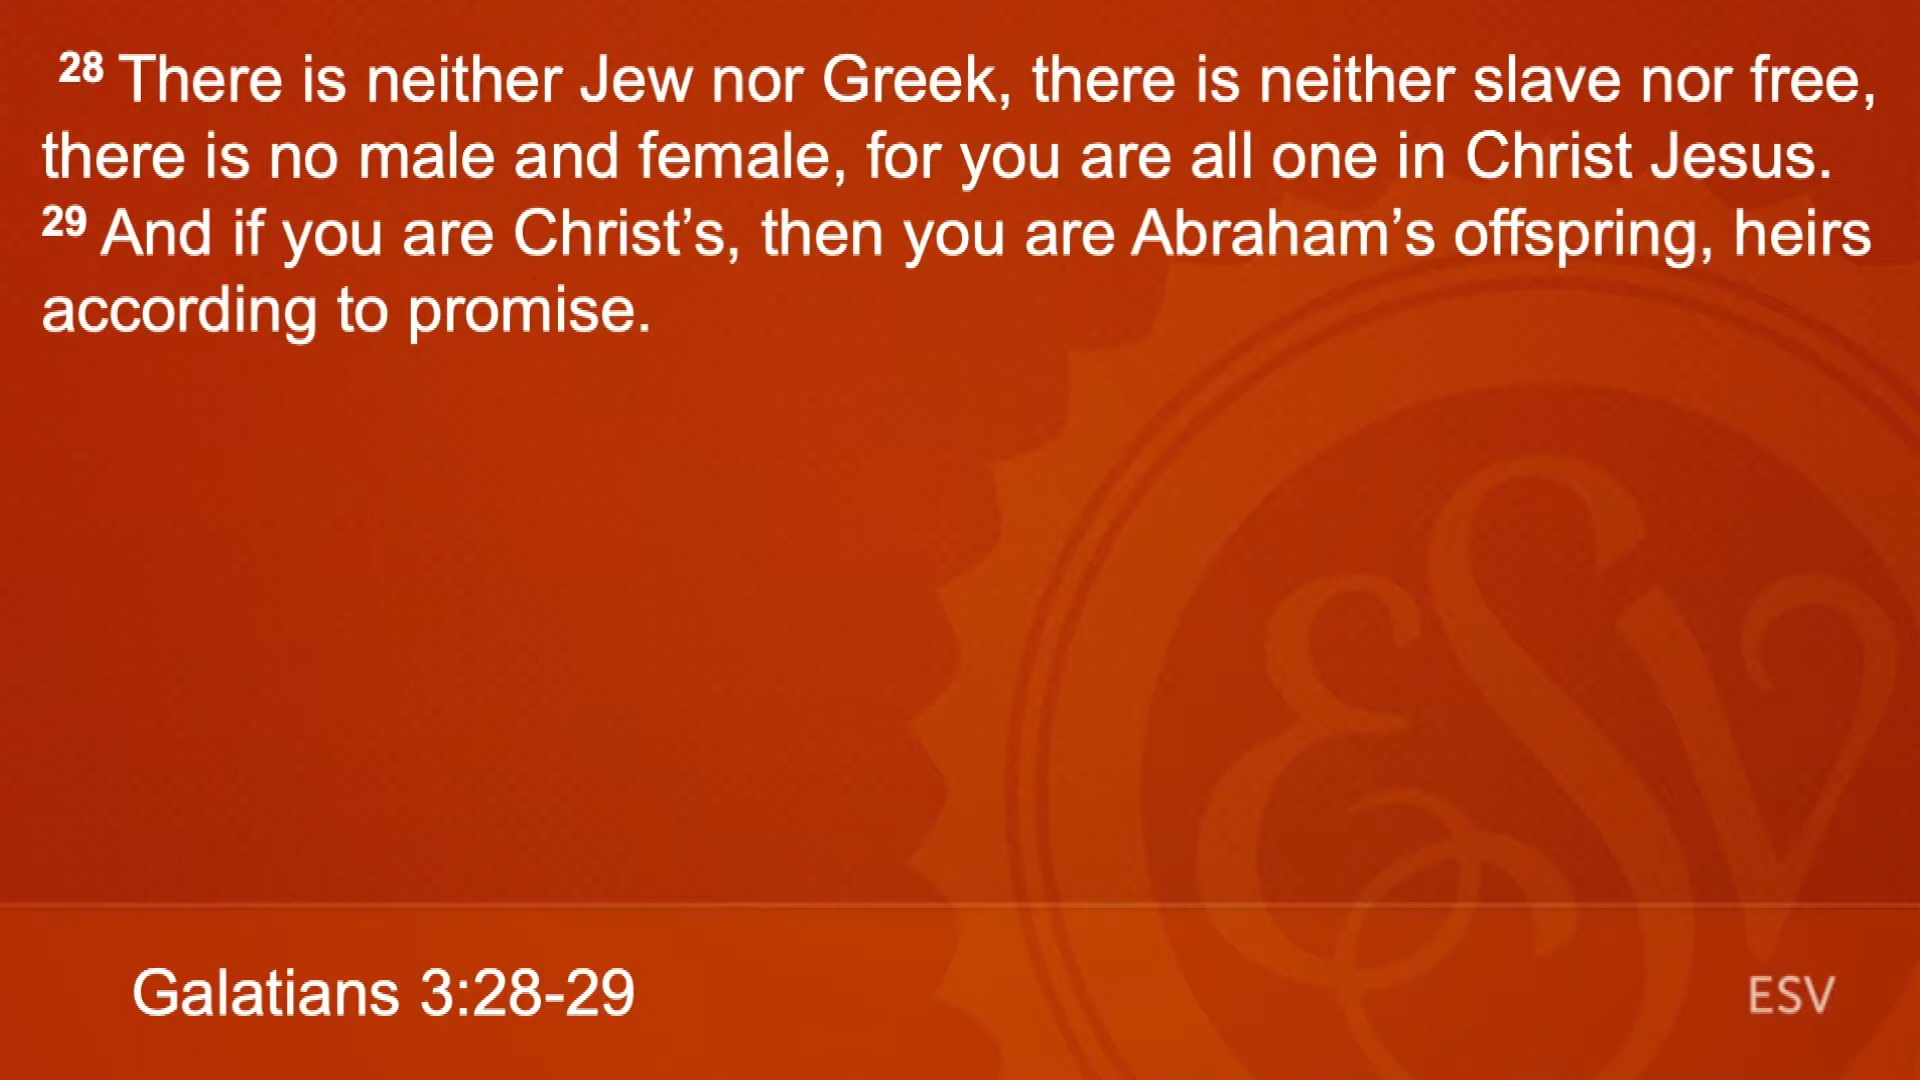 28 There is neither Jew nor Greek, there is neither slave nor free,
there is no male and female, for you are all one in Christ Jesus.
29 And if you are Christ’s, then you are Abraham’s offspring, heirs
according to promise.
ESV
Galatians 3:28-29
ESV